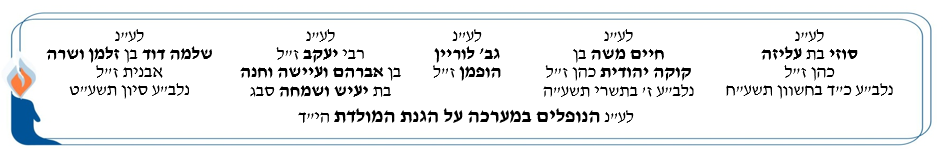 לע״נ
סוזי בת עליזה
כהן ז״ל
נלב״ע כ״ד בחשוון תשע״ח
לע״נ
חיים משה בן
קוקה יהודית כהן ז״ל
נלב״ע ז׳ בתשרי תשע״ה
לע״נ
גב׳ לוריין
הופמן ז״ל
לע״נ
רבי יעקב ז״ל
בן אברהם ועיישה וחנה
בת יעיש ושמחה סבג
לע״נ
שלמה דוד בן זלמן ושרה
אבנית ז״ל
נלב״ע סיון תשע״ט
לע״נ הנופלים במערכה על הגנת המולדת הי״ד